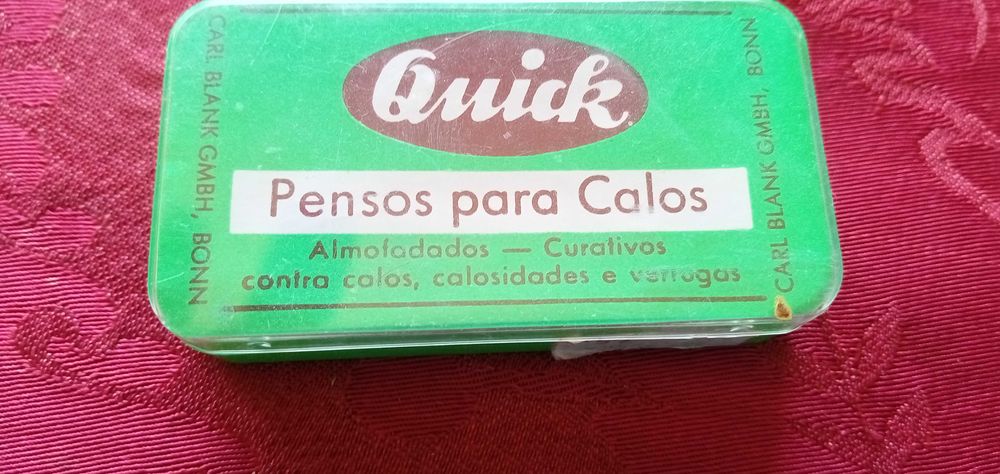 Quick
Pensos para Calos
Almofadados — Curativos
contra calos, calosidades e verrugas
CARL BLANK GMBH, BONN
CARL BLANK GMBH, BONN